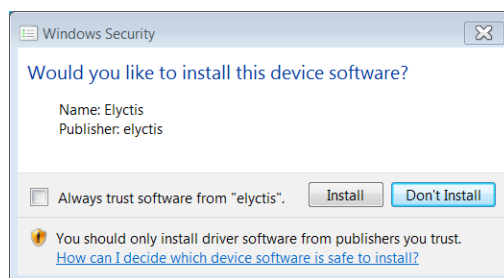 Windows Security
Would you like to install this device software?
Name: Elyctis
Publisher: elyctis
Always trust software from "elyctis". Install Don't Install
You should only install driver software from publishers you trust.
How can I decide which device software is safe to install?